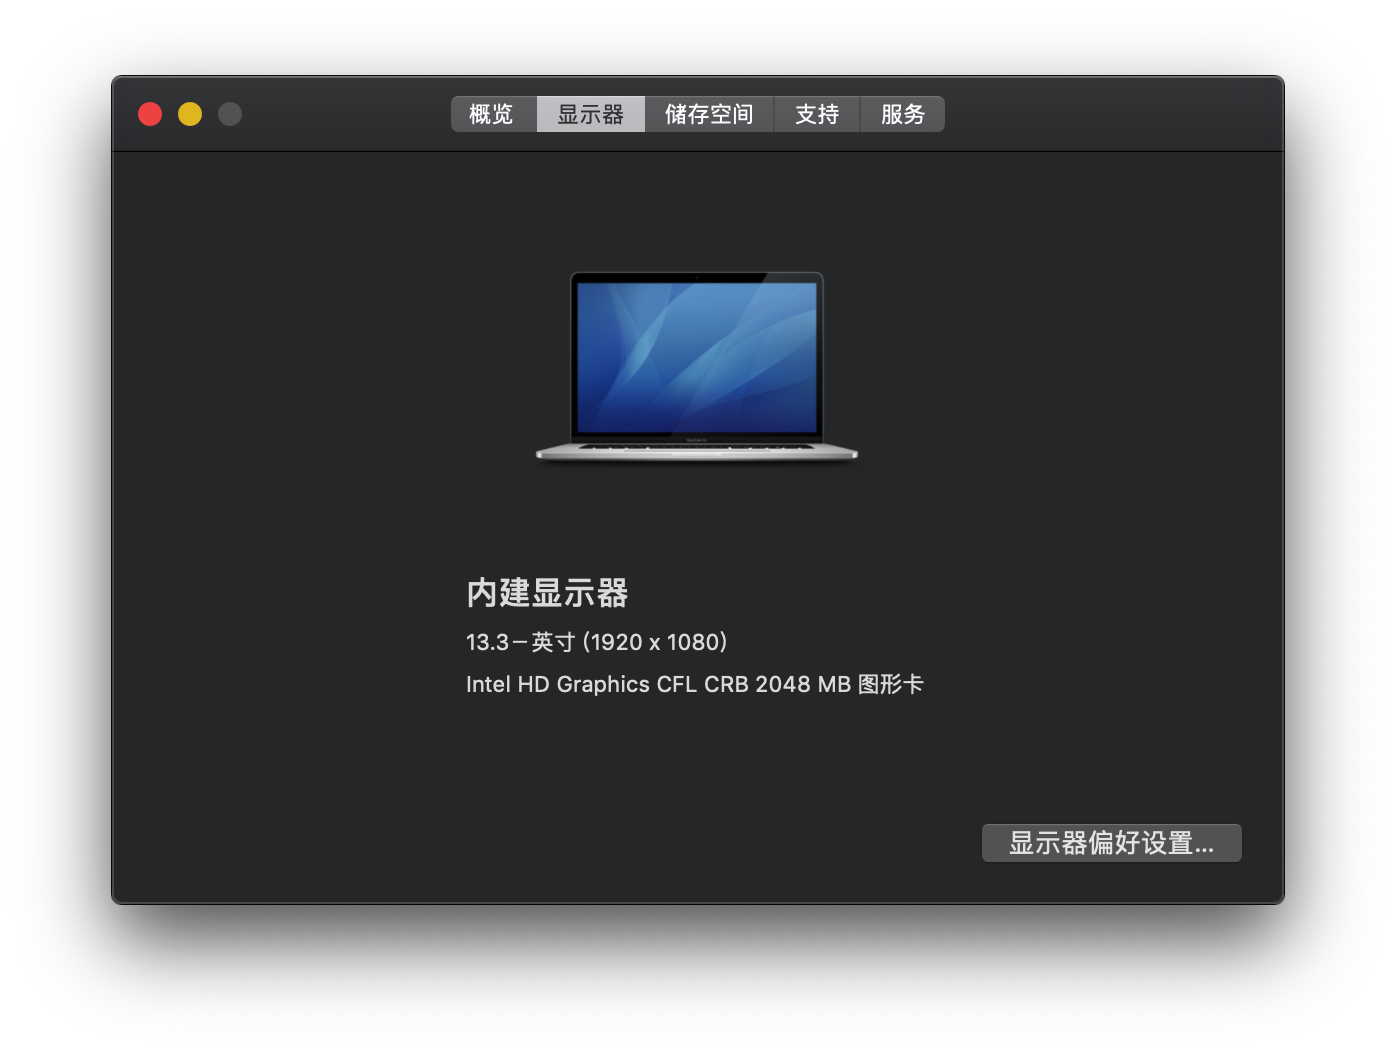 概览 显示器 储存空间 支持 服务
内建显示器
13.3－英寸 (1920 x 1080)
Intel HD Graphics CFL CRB 2048 MB 图形卡
显示器偏好设置...